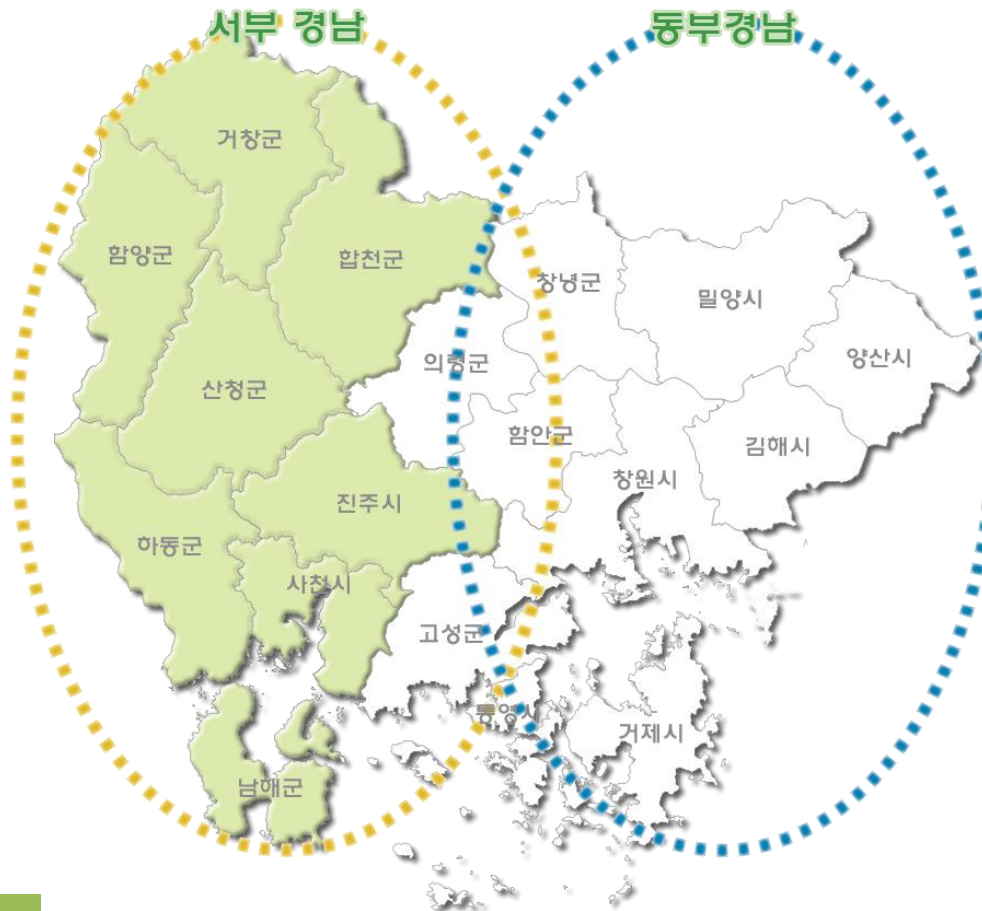 서부 경남
동부경남
거창군
함양군
합천군
창녕군
밀양시
의령군
양산시
산청군
함안군
김해시
창원시
진주시
하동군
사천시
고성군
통영시
거제시
남해군